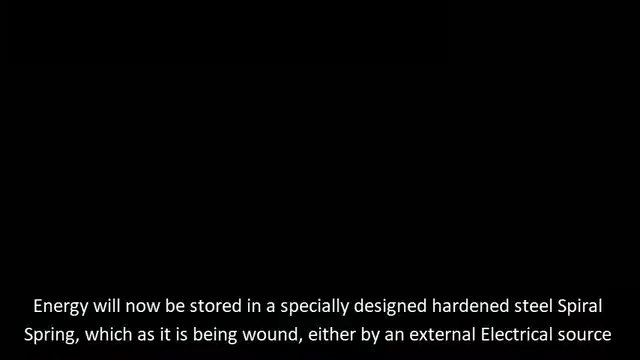 Energy will now be stored in a specially designed hardened steel Spiral
Spring, which as it is being wound, either by an external Electrical source